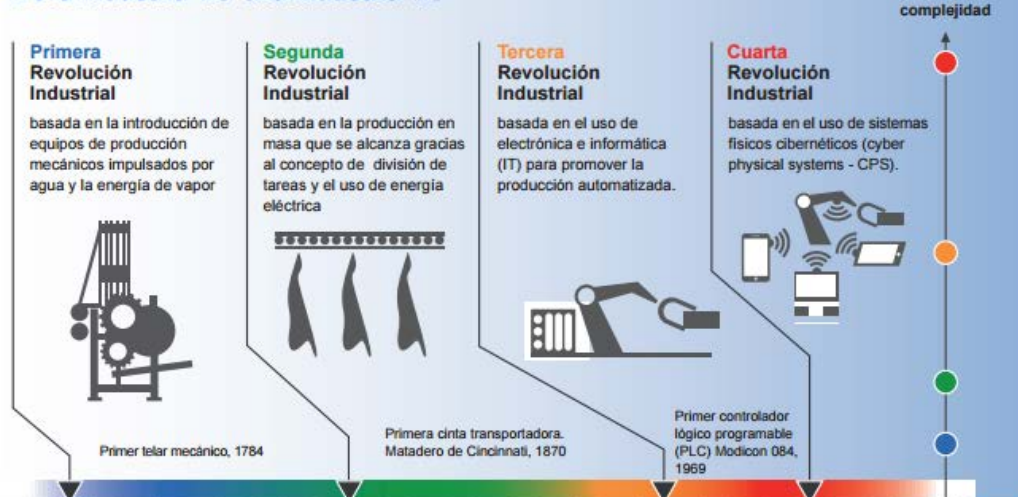 complejidad
Primera
Revolución
Industrial
basada en la introducción de
equipos de producción
mecánicos impulsados por
agua y la energía de vapor
Segunda
Revolución
Industrial
basada en la producción en
masa que se alcanza gracias
al concepto de división de
tareas y el uso de energía
eléctrica
Tercera
Revolución
Industrial
basada en el uso de
electrónica e informática
(IT) para promover la
producción automatizada.
Cuarta
Revolución
Industrial
basada en el uso de sistemas
físicos cibernéticos (cyber
physical systems - CPS).
Primer telar mecánico, 1784
Primera cinta transportadora.
Matadero de Cincinnati, 1870
Primer controlador
lógico programable
(PLC) Modicon 084,
1969